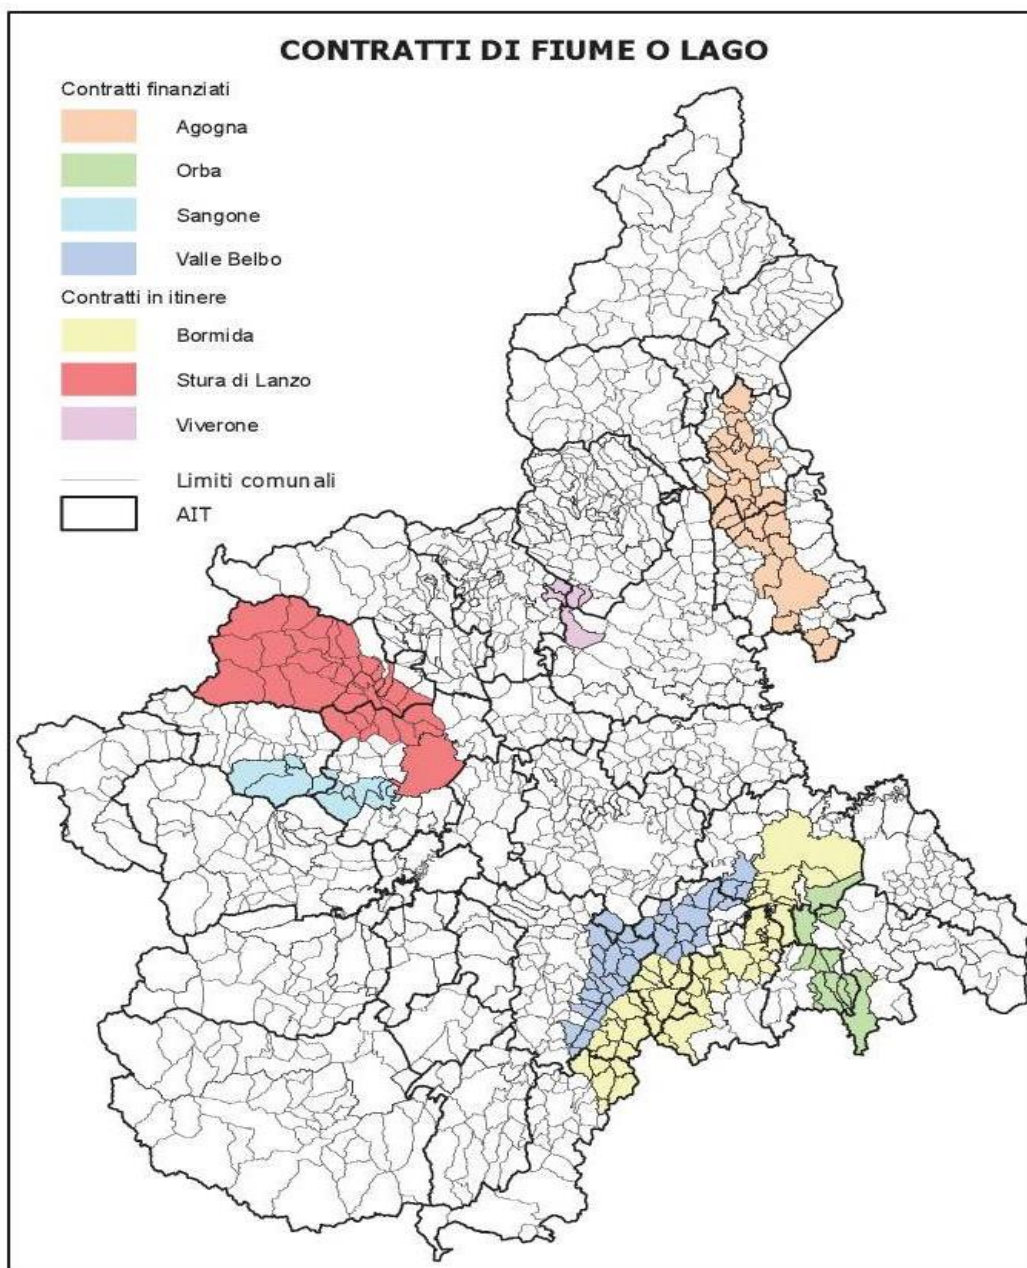 CONTRATTI DI FIUME O LAGO
Contratti finanziati
Agogna
Orba
Sangone
Valle Belbo
Contratti in itinere
Bormida
Stura di Lanzo
Viverone
Limiti comunali
AIT